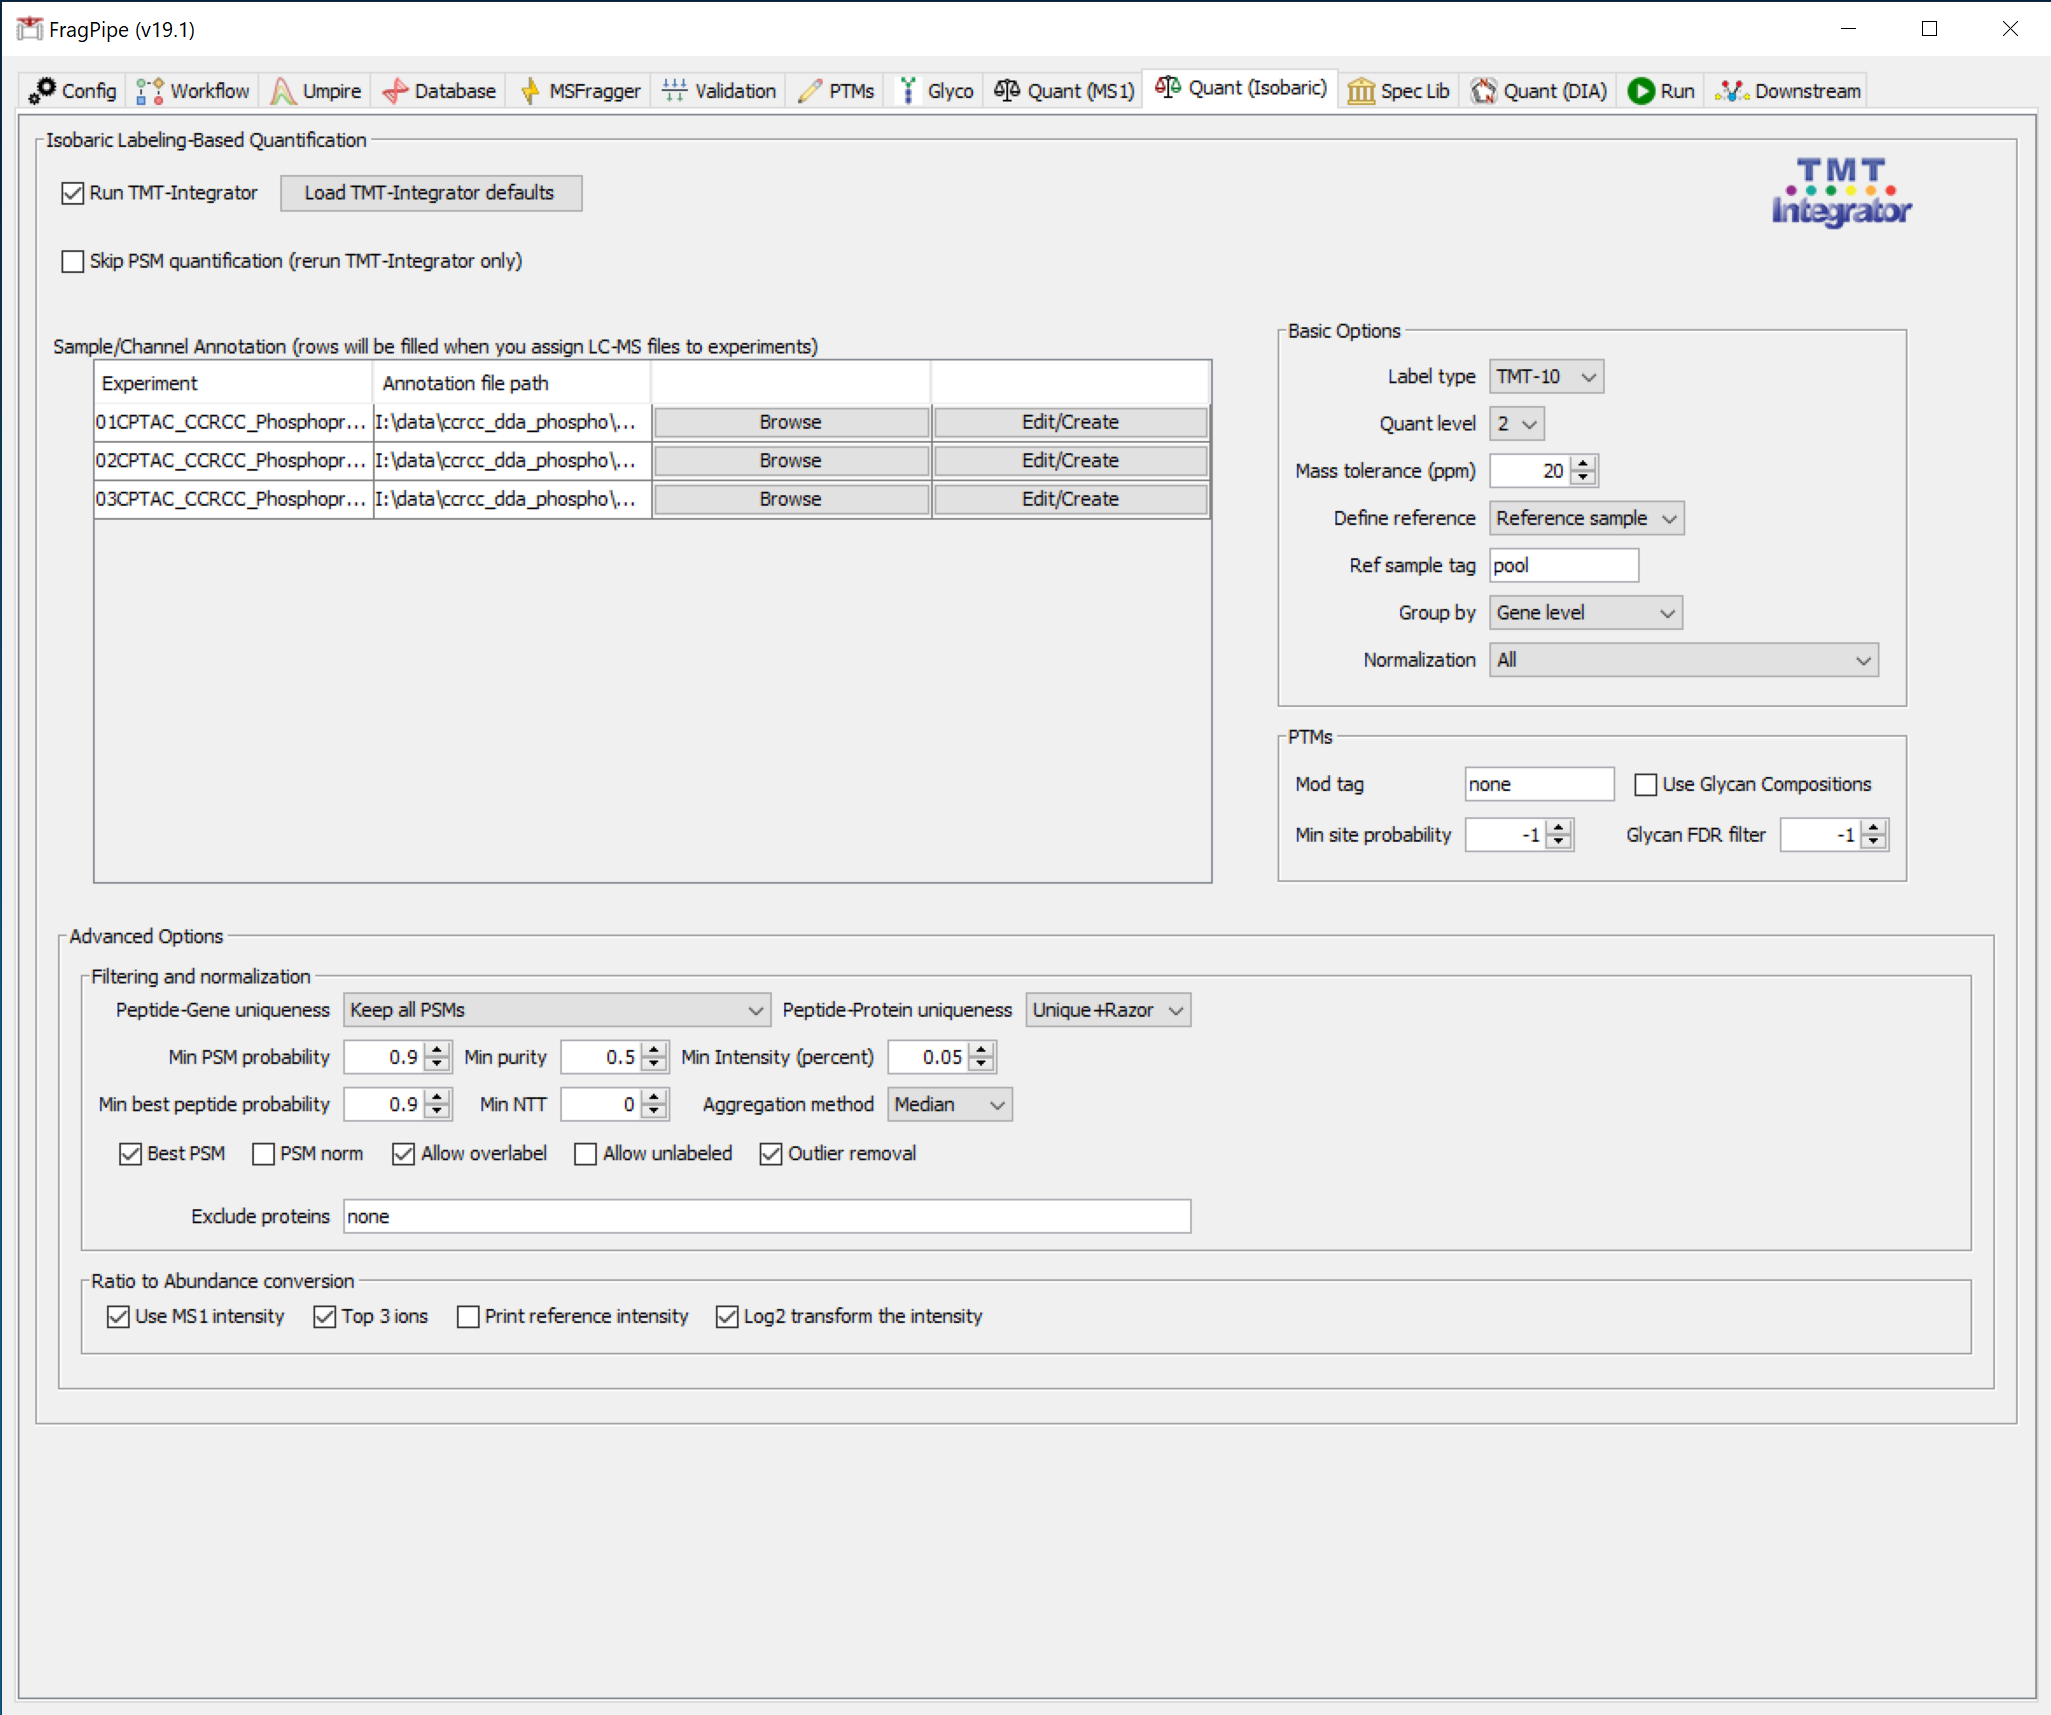 FragPipe (v19.1)
Config Workflow Umpire Database MSFragger Validation PTMs Glyco Quant (MS1) Quant (Isobaric) Spec Lib Quant (DIA) Run Downstream
Isobaric Labeling-Based Quantification
Run TMT-Integrator Load TMT-Integrator defaults
TMT
Integrator
Skip PSM quantification (rerun TMT-Integrator only)
Sample/Channel Annotation (rows will be filled when you assign LC-MS files to experiments)
Experiment Annotation file path
01CPTAC_CCRCC_Phosphopr... I:\data\ccrcc_dda_phospho\... Browse Edit/Create
02CPTAC_CCRCC_Phosphopr... I:\data\ccrcc_dda_phospho\... Browse Edit/Create
03CPTAC_CCRCC_Phosphopr... I:\data\ccrcc_dda_phospho\... Browse Edit/Create
Basic Options
Label type TMT-10
Quant level 2
Mass tolerance (ppm) 20
Define reference Reference sample
Ref sample tag pool
Group by Gene level
Normalization All
PTMs
Mod tag none Use Glycan Compositions
Min site probability -1 Glycan FDR filter -1
Advanced Options
Filtering and normalization
Peptide-Gene uniqueness Keep all PSMs Peptide-Protein uniqueness Unique+Razor
Min PSM probability 0.9 Min purity 0.5 Min Intensity (percent) 0.05
Min best peptide probability 0.9 Min NTT 0 Aggregation method Median
Best PSM PSM norm Allow overlabel Allow unlabeled Outlier removal
Exclude proteins none
Ratio to Abundance conversion
Use MS1 intensity Top 3 ions Print reference intensity Log2 transform the intensity